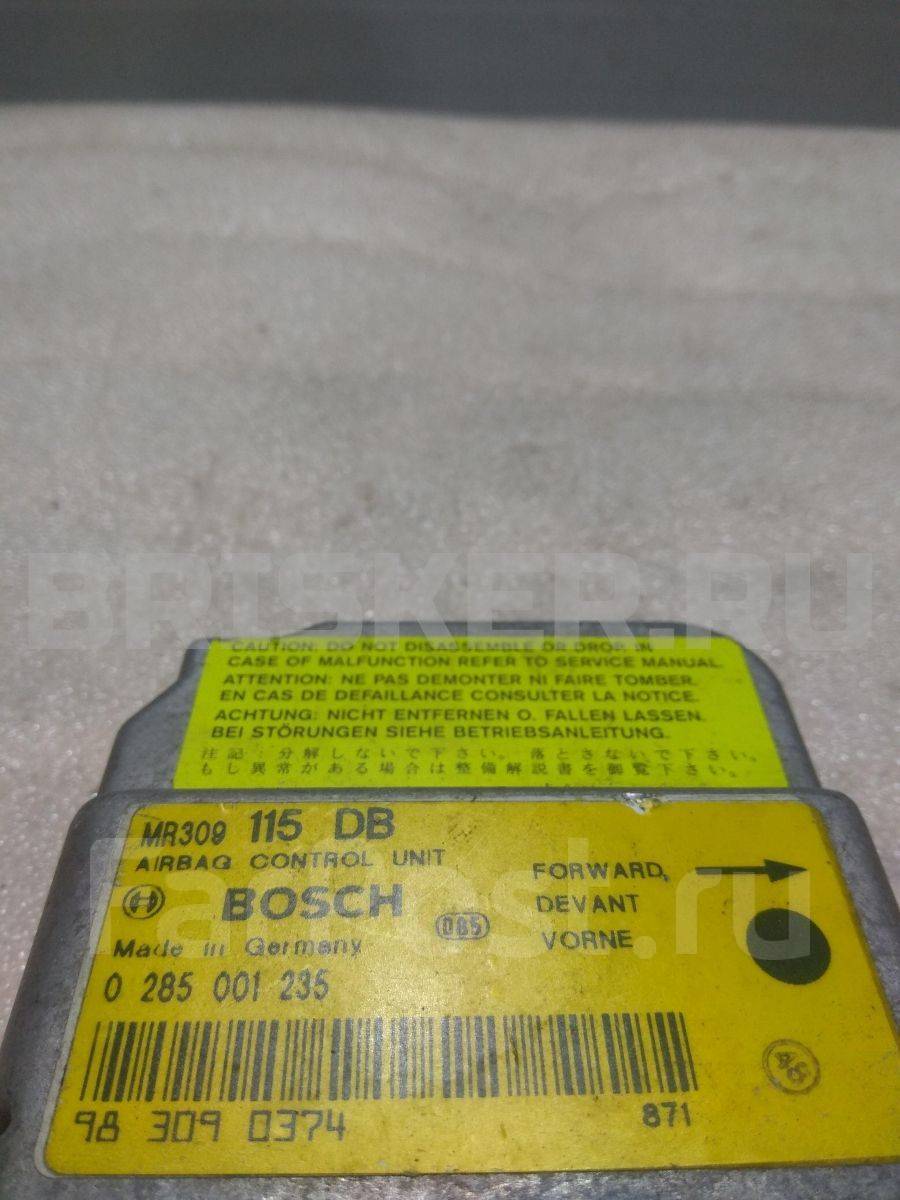 BRISKER.RU
CAUTION: DO NOT DISASSEMBLE OR DROP. IN
CASE OF MALFUNCTION REFER TO SERVICE MANUAL.
ATTENTION: NE PAS DEMONTER NI FAIRE TOMBER.
EN CAS DE DEFAILLANCE CONSULTER LA NOTICE.
ACHTUNG: NICHT ENTFERNEN O. FALLEN LASSEN.
BEI STÖRUNGEN SIEHE BETRIEBSANLEITUNG.
注記:分解しないで下さい。落とさないで下さい。
もし異常がある場合は整備解説書を御覧下さい。
MR309 115 DB
AIRBAG CONTROL UNIT
BOSCH
085
Made in Germany
0 285 001 235
FORWARD,
DEVANT
VORNE
98 309 0374
871
94